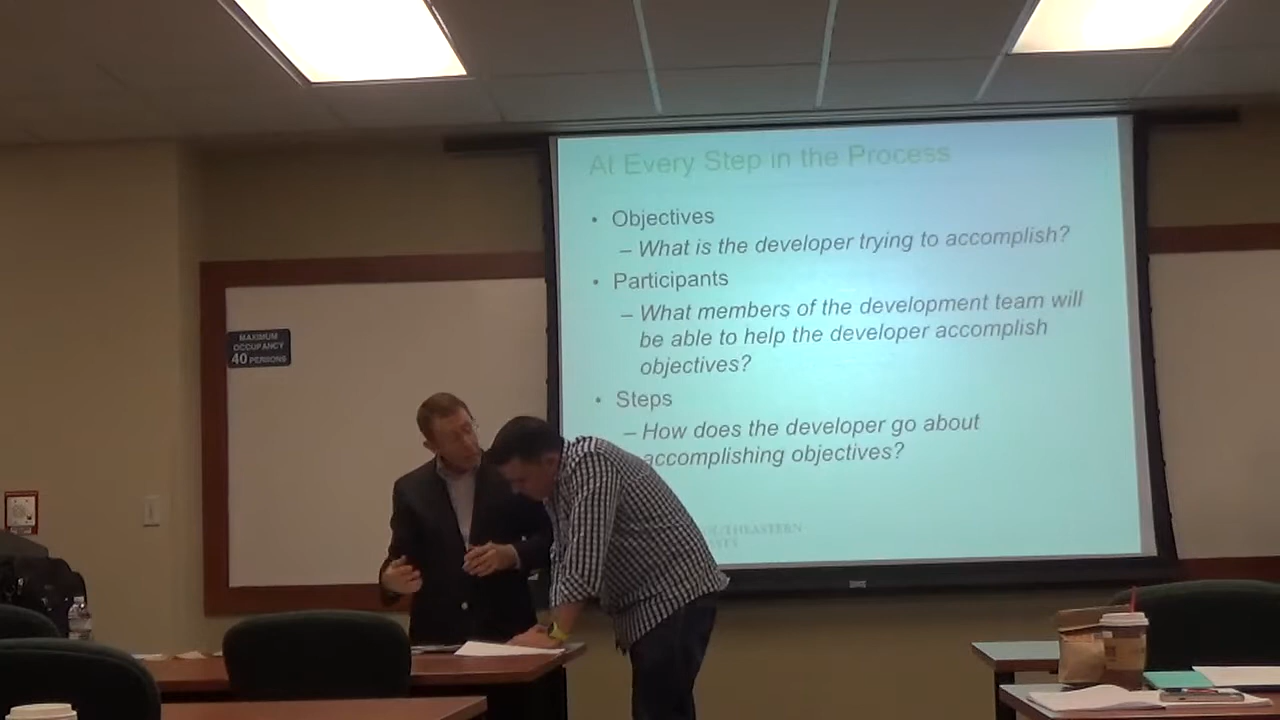 At Every Step in the Process
• Objectives
– What is the developer trying to accomplish?
• Participants
– What members of the development team will
be able to help the developer accomplish
objectives?
• Steps
– How does the developer go about
accomplishing objectives?
MAXIMUM
OCCUPANCY
40 PERSONS